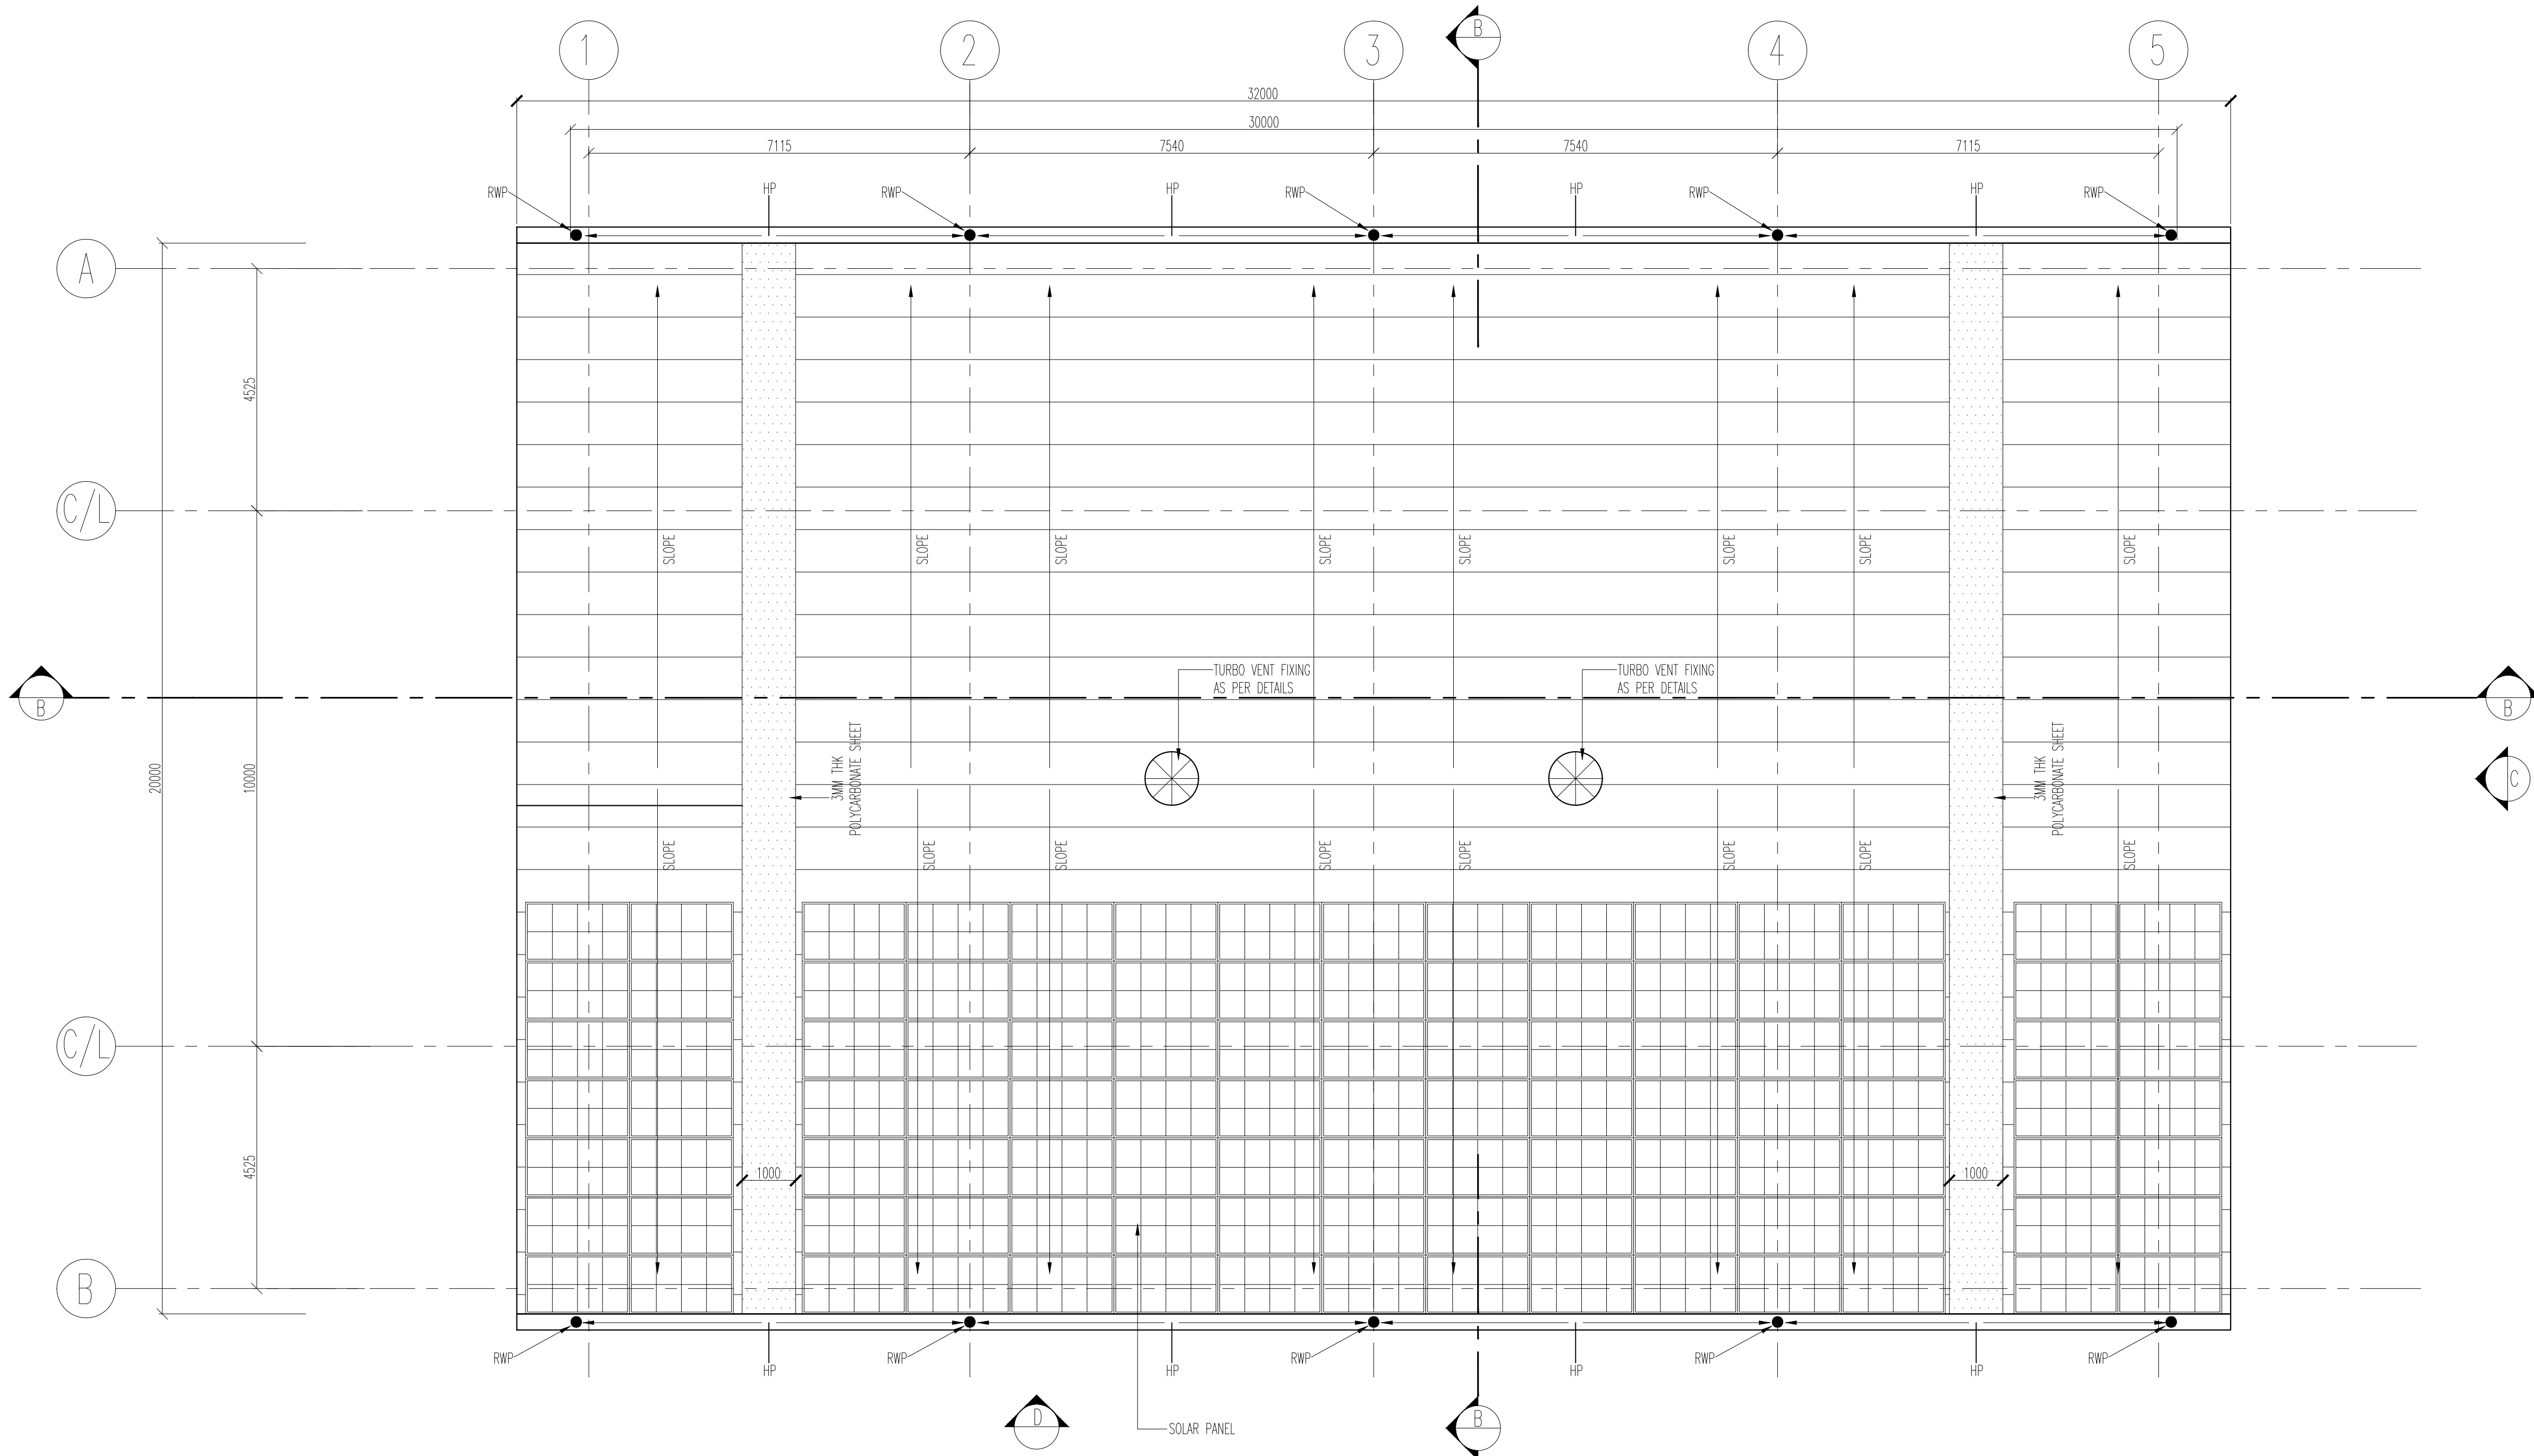 1
2
3
B
4
5
32000
30000
7115
7540
7540
7115
RWP
HP
RWP
HP
RWP
HP
RWP
HP
RWP
A
4525
C/L
SLOPE
SLOPE
SLOPE
SLOPE
SLOPE
SLOPE
SLOPE
SLOPE
TURBO VENT FIXING
AS PER DETAILS
TURBO VENT FIXING
AS PER DETAILS
B
B
20000
10000
3MM THK
POLYCARBONATE SHEET
3MM THK
POLYCARBONATE SHEET
C
SLOPE
SLOPE
SLOPE
SLOPE
SLOPE
SLOPE
SLOPE
SLOPE
C/L
4525
1000
1000
B
RWP
HP
RWP
HP
RWP
HP
RWP
HP
RWP
D
SOLAR PANEL
B